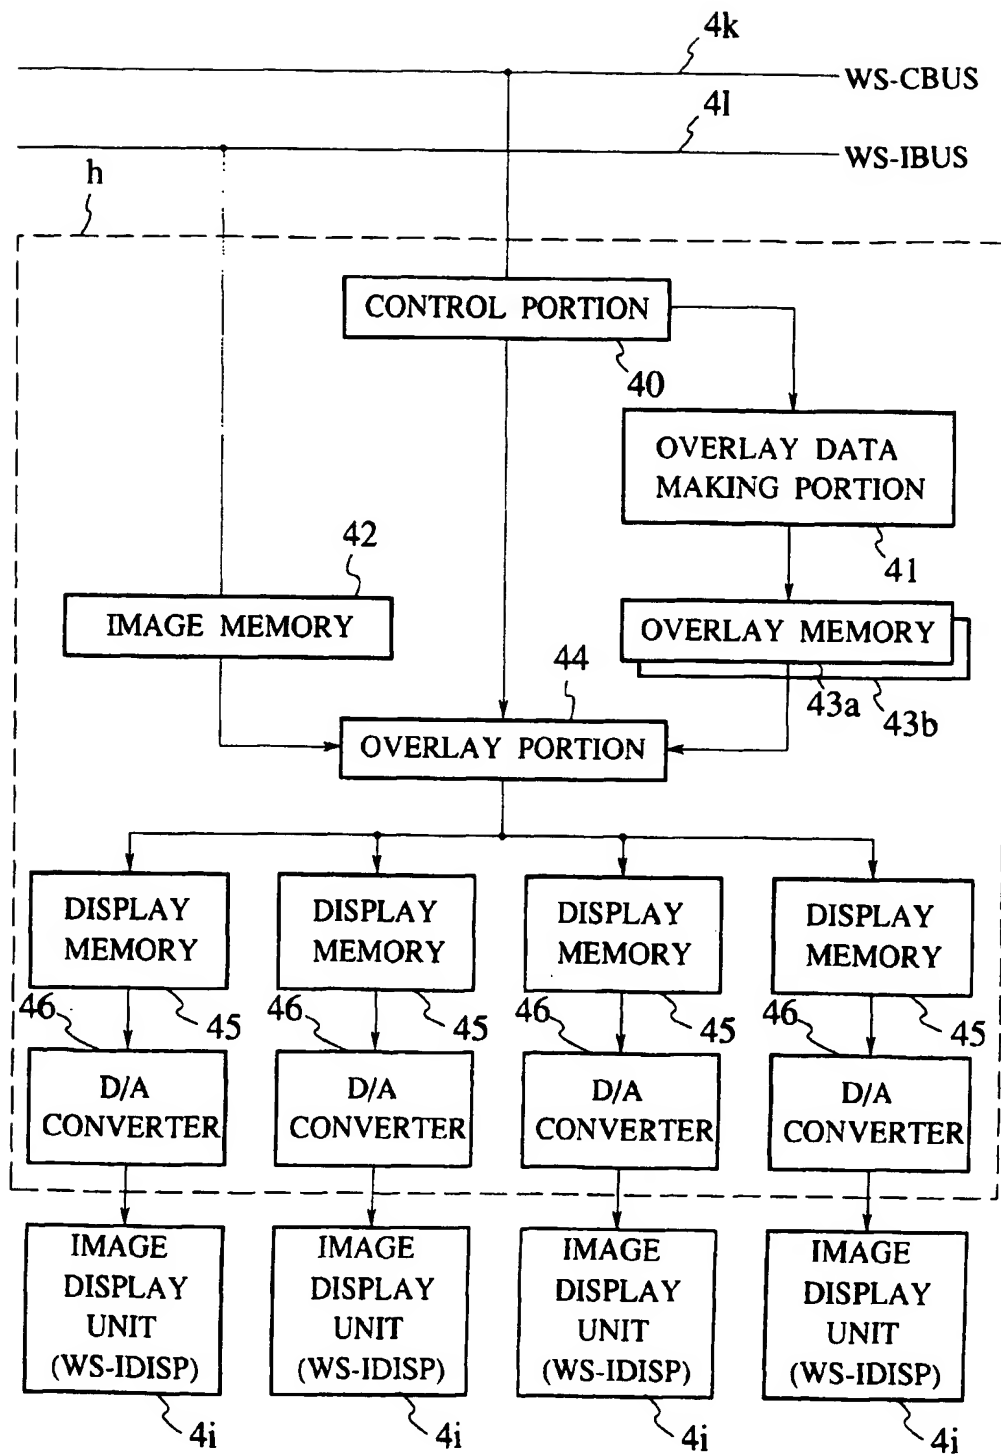 4k
WS-CBUS
4l
WS-IBUS
h
CONTROL PORTION
40
OVERLAY DATA
MAKING PORTION
41
42
IMAGE MEMORY
OVERLAY MEMORY
43a
43b
44
OVERLAY PORTION
DISPLAY
MEMORY
DISPLAY
MEMORY
DISPLAY
MEMORY
DISPLAY
MEMORY
46
45
46
45
46
45
46
45
D/A
CONVERTER
D/A
CONVERTER
D/A
CONVERTER
D/A
CONVERTER
IMAGE
DISPLAY
UNIT
(WS-IDISP)
IMAGE
DISPLAY
UNIT
(WS-IDISP)
IMAGE
DISPLAY
UNIT
(WS-IDISP)
IMAGE
DISPLAY
UNIT
(WS-IDISP)
4i
4i
4i
4i